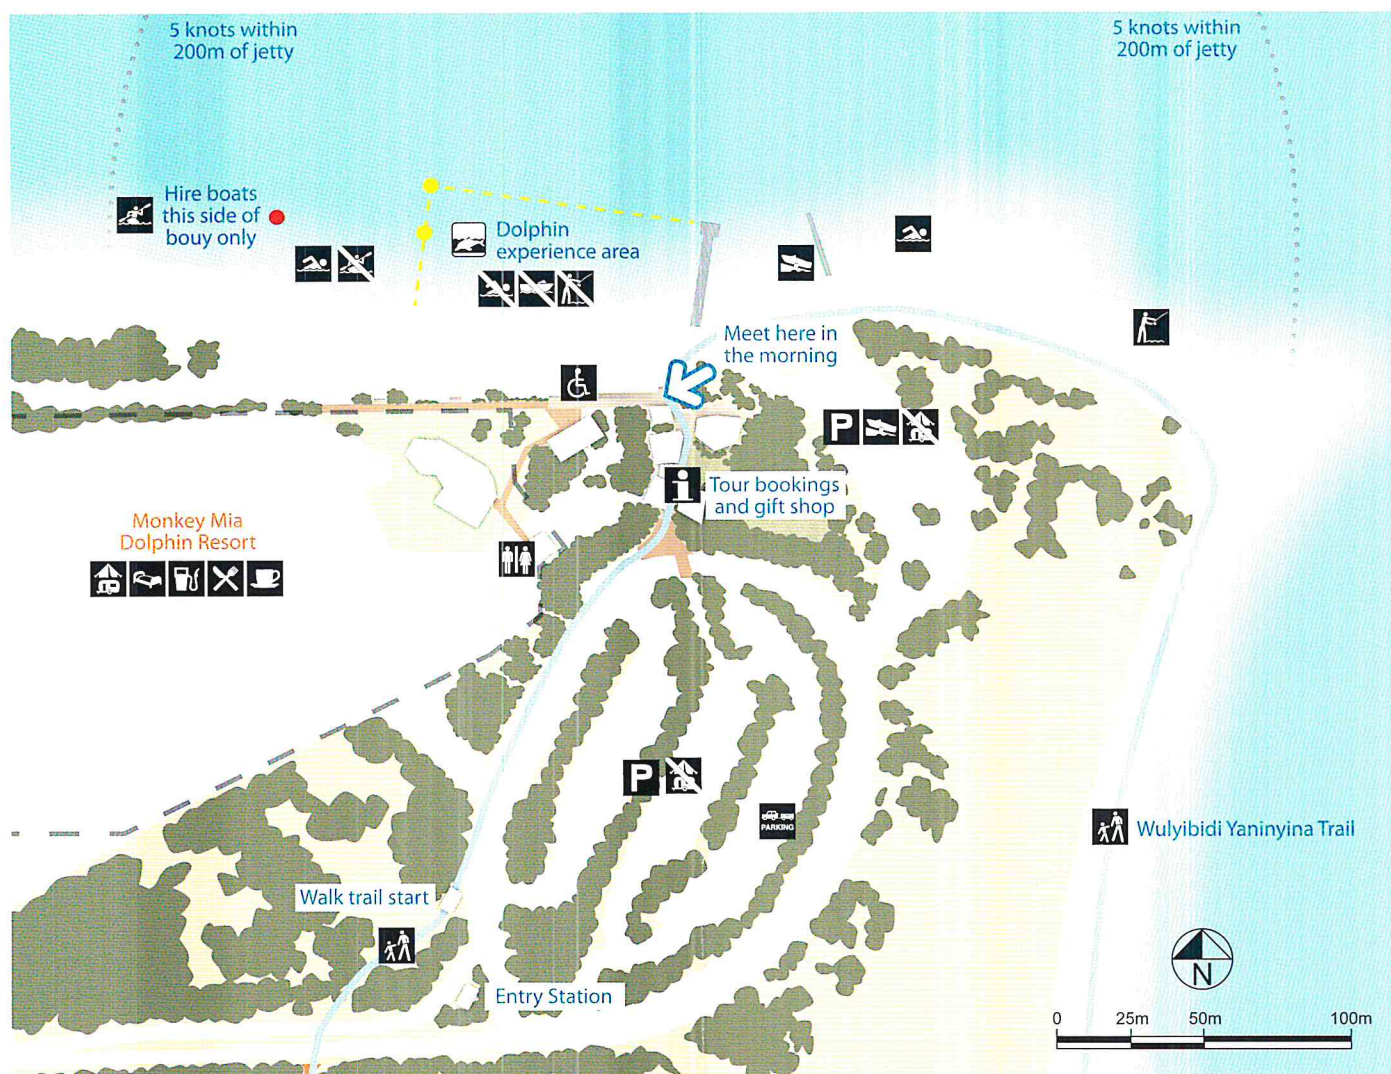 5 knots within
200m of jetty
5 knots within
200m of jetty
Hire boats
this side of
bouy only
Dolphin
experience area
Meet here in
the morning
P
Tour bookings
and gift shop
Monkey Mia
Dolphin Resort
P
PARKING
Wulyibidi Yaninyina Trail
Walk trail start
Entry Station
N
0 25m 50m 100m